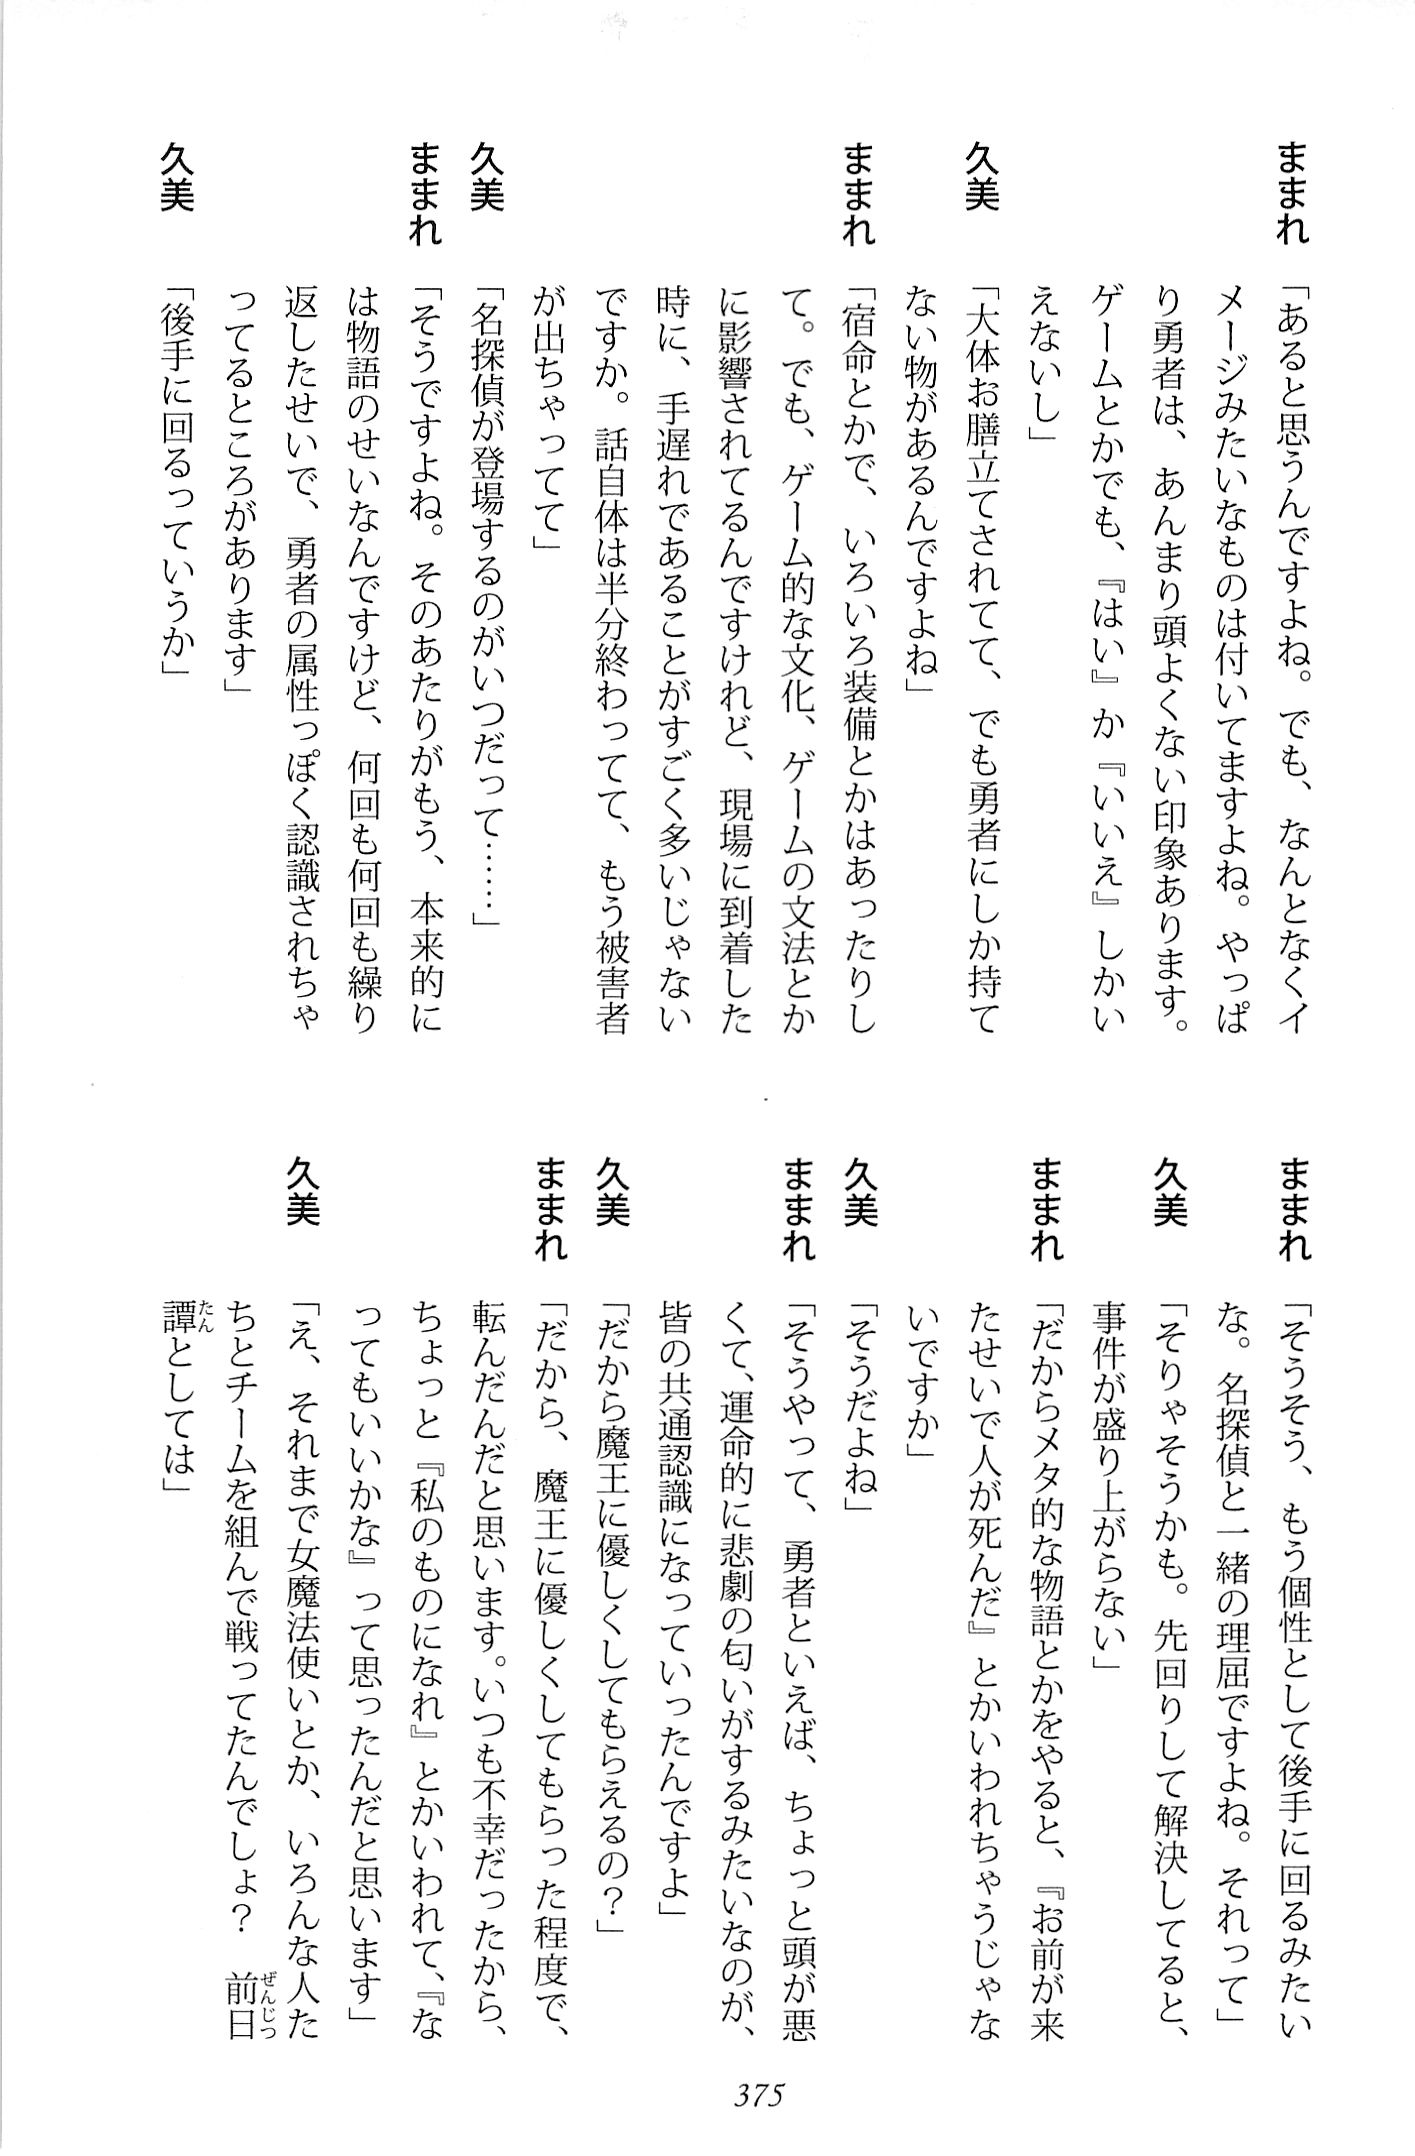 ままれ　「あると思うんですよね。でも、なんとなくイ
メージみたいなものは付いてますよね。やっぱ
り勇者は、あんまり頭よくない印象あります。
ゲームとかでも、『はい』か『いいえ』しかい
えないし」
久美　「大体お膳立てされてて、でも勇者にしか持て
ない物があるんですよね」
ままれ　「宿命とかで、いろいろ装備とかはあったりし
て。でも、ゲーム的な文化、ゲームの文法とか
に影響されてるんですけれど、現場に到着した
時に、手遅れであることがすごく多いじゃない
ですか。話自体は半分終わってて、もう被害者
が出ちゃってて」
久美　「名探偵が登場するのがいつだって……」
ままれ　「そうですよね。そのあたりがもう、本来的に
は物語のせいなんですけど、何回も何回も繰り
返したせいで、勇者の属性っぽく認識されちゃ
ってるところがあります」
久美　「後手に回るっていうか」
ままれ　「そうそう、もう個性として後手に回るみたい
な。名探偵と一緒の理屈ですよね。それって」
久美　「そりゃそうかも。先回りして解決してると、
事件が盛り上がらない」
ままれ　「だからメタ的な物語とかをやると、『お前が来
たせいで人が死んだ』とかいわれちゃうじゃな
いですか」
久美　「そうだよね」
ままれ　「そうやって、勇者といえば、ちょっと頭が悪
くて、運命的に悲劇の匂いがするみたいなのが、
皆の共通認識になっていったんですよ」
久美　「だから魔王に優しくしてもらえるの？」
ままれ　「だから、魔王に優しくしてもらった程度で、
転んだんだと思います。いつも不幸だったから、
ちょっと『私のものになれ』とかいわれて、『な
ってもいいかな』って思ったんだと思います」
久美　「え、それまで女魔法使いとか、いろんな人た
ちとチームを組んで戦ってたんでしょ？　前日
ぜんじつ
譚としては」
たん
375